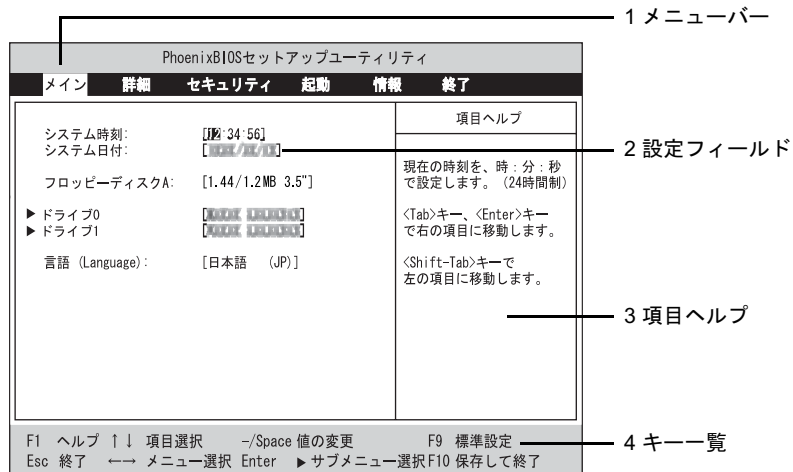 1 メニューバー
PhoenixBIOSセットアップユーティリティ
メイン 詳細 セキュリティ 起動 情報 終了
項目ヘルプ
システム時刻: [12:34:56]
システム日付:
2 設定フィールド
フロッピーディスクA: [1.44/1.2MB 3.5"]
▶ ドライブ0
▶ ドライブ1
言語 (Language): [日本語 (JP)]
現在の時刻を、時：分：秒
で設定します。（24時間制）
<Tab>キー、<Enter>キー
で右の項目に移動します。
<Shift-Tab>キーで
左の項目に移動します。
3 項目ヘルプ
F1 ヘルプ ↑↓ 項目選択 -/Space 値の変更 F9 標準設定
Esc 終了 ←→ メニュー選択 Enter ▶ サブメニュー選択 F10 保存して終了
4 キー一覧